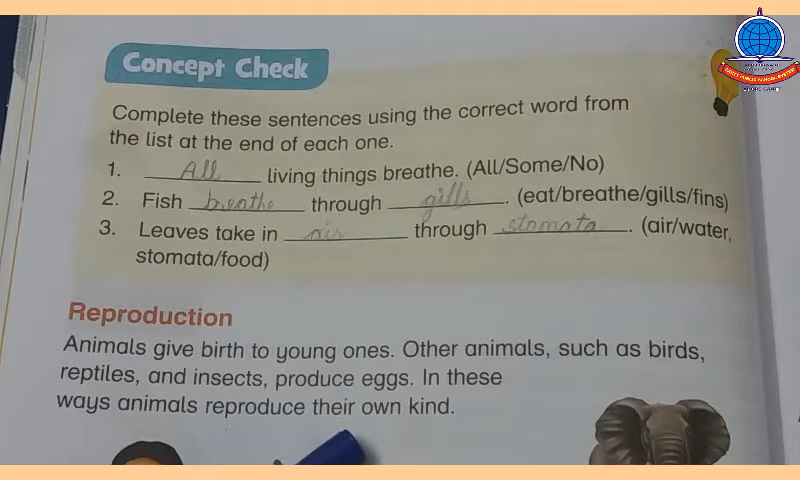 Concept Check
Complete these sentences using the correct word from
the list at the end of each one.
1. All living things breathe. (All/Some/No)
2. Fish breathe through gills. (eat/breathe/gills/fins)
3. Leaves take in air through stomata. (air/water,
stomata/food)
Reproduction
Animals give birth to young ones. Other animals, such as birds,
reptiles, and insects, produce eggs. In these
ways animals reproduce their own kind.